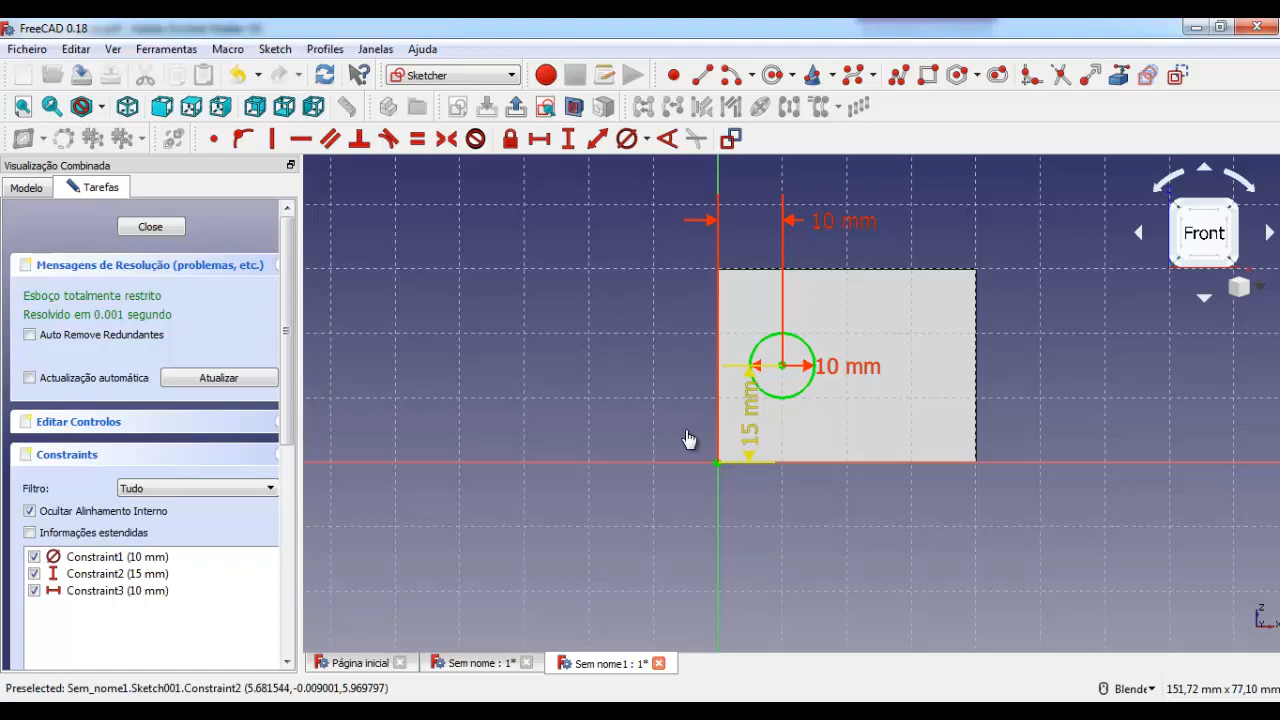 FreeCAD 0.18
Ficheiro Editar Ver Ferramentas Macro Sketch Profiles Janelas Ajuda
Sketcher
Visualização Combinada
Modelo Tarefas
Close
Mensagens de Resolução (problemas, etc.)
Esboço totalmente restrito
Resolvido em 0.001 segundo
Auto Remove Redundantes
Actualização automática Atualizar
Editar Controlos
Constraints
Filtro: Tudo
Ocultar Alinhamento Interno
Informações estendidas
Constraint1 (10 mm)
Constraint2 (15 mm)
Constraint3 (10 mm)
10 mm
10 mm
15 mm
Front
Z
X
Página inicial Sem nome : 1* Sem nome1 : 1*
Preselected: Sem_nome1.Sketch001.Constraint2 (5.681544,-0.009001,5.969797) Blende 151,72 mm x 77,10 mm